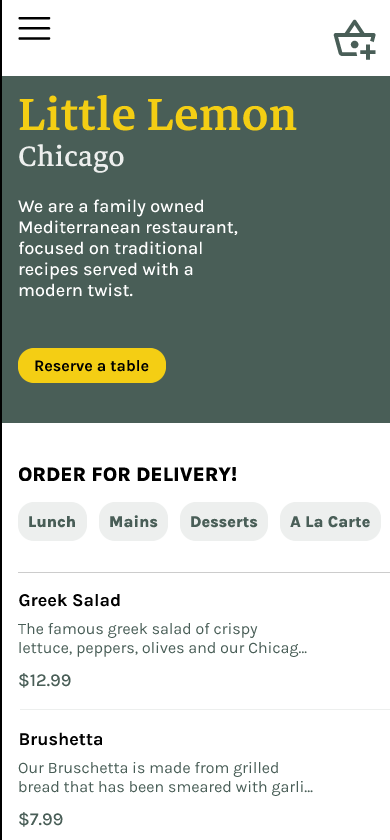 Little Lemon
Chicago
We are a family owned
Mediterranean restaurant,
focused on traditional
recipes served with a
modern twist.
Reserve a table
ORDER FOR DELIVERY!
Lunch Mains Desserts A La Carte
Greek Salad
The famous greek salad of crispy
lettuce, peppers, olives and our Chicag...
$12.99
Brushetta
Our Bruschetta is made from grilled
bread that has been smeared with garli...
$7.99